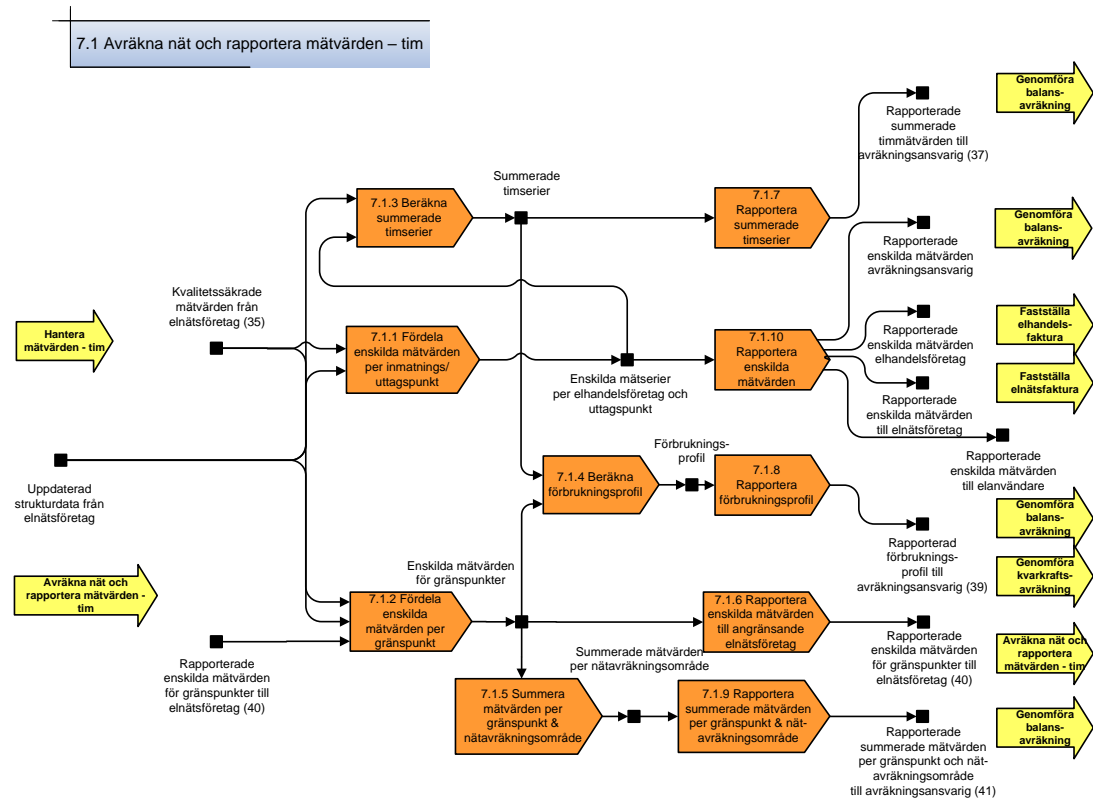 7.1 Avräkna nät och rapportera mätvärden – tim
Genomföra
balans-
avräkning
Rapporterade
summerade
timmätvärden till
avräkningsansvarig (37)
Summerade
timserier
7.1.3 Beräkna
summerade
timserier
7.1.7
Rapportera
summerade
timserier
Genomföra
balans-
avräkning
Rapporterade
enskilda mätvärden
avräkningsansvarig
Kvalitetssäkrade
mätvärden från
elnätsföretag (35)
Hantera
mätvärden - tim
7.1.1 Fördela
enskilda mätvärden
per inmatnings/
uttagspunkt
Enskilda mätserier
per elhandelsföretag och
uttagspunkt
7.1.10
Rapportera
enskilda
mätvärden
Rapporterade
enskilda mätvärden
elhandelsföretag
Fastställa
elhandels-
faktura
Rapporterade
enskilda mätvärden
till elnätsföretag
Fastställa
elnätsfaktura
Rapporterade
enskilda mätvärden
till elanvändare
Uppdaterad
strukturdata från
elnätsföretag
Förbruknings-
profil
7.1.4 Beräkna
förbrukningsprofil
7.1.8
Rapportera
förbrukningsprofil
Rapporterad
förbruknings-
profil till
avräkningsansvarig (39)
Genomföra
balans-
avräkning
Genomföra
kvarkrafts-
avräkning
Avräkna nät och
rapportera mätvärden -
tim
Enskilda mätvärden
för gränspunkter
7.1.2 Fördela
enskilda
mätvärden per
gränspunkt
7.1.6 Rapportera
enskilda mätvärden
till angränsande
elnätsföretag
Rapporterade
enskilda mätvärden
för gränspunkter till
elnätsföretag (40)
Avräkna nät och
rapportera
mätvärden - tim
Rapporterade
enskilda mätvärden
för gränspunkter till
elnätsföretag (40)
Summerade mätvärden
per nätavräkningsområde
7.1.5 Summera
mätvärden per
gränspunkt &
nätavräkningsområde
7.1.9 Rapportera
summerade mätvärden
per gränspunkt & nät-
avräkningsområde
Rapporterade
summerade mätvärden
per gränspunkt och nät-
avräkningsområde
till avräkningsansvarig (41)
Genomföra
balans-
avräkning